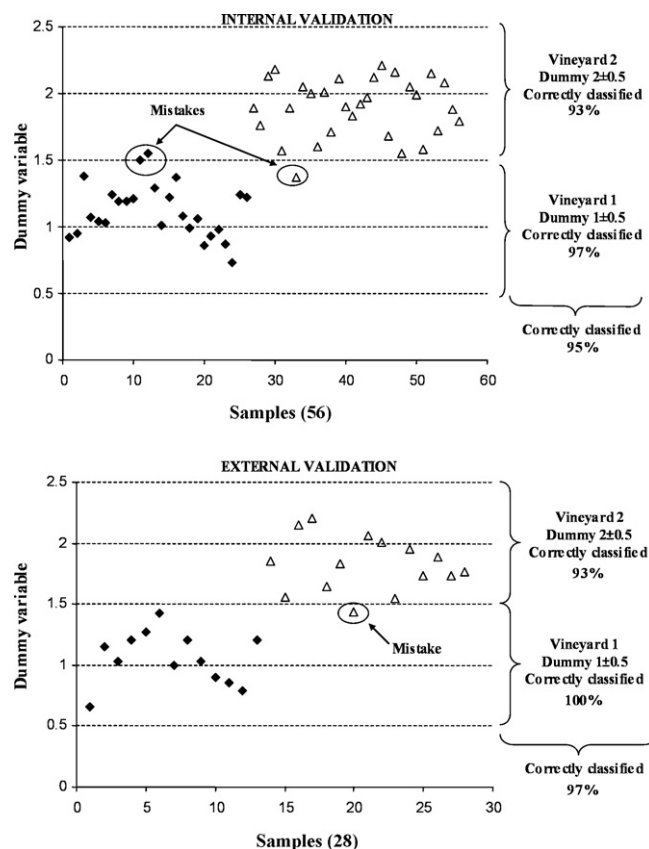 INTERNAL VALIDATION
2.5
2
1.5
1
0.5
0
Dummy variable
Mistakes
0 10 20 30 40 50 60
Samples (56)
Vineyard 2
Dummy 2±0.5
Correctly classified
93%
Vineyard 1
Dummy 1±0.5
Correctly classified
97%
Correctly classified
95%
EXTERNAL VALIDATION
2.5
2
1.5
1
0.5
0
Dummy variable
Mistake
0 5 10 15 20 25 30
Samples (28)
Vineyard 2
Dummy 2±0.5
Correctly classified
93%
Vineyard 1
Dummy 1±0.5
Correctly classified
100%
Correctly classified
97%